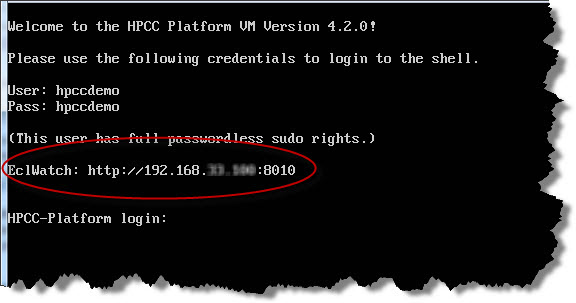 Welcome to the HPCC Platform VM Version 4.2.0!
Please use the following credentials to login to the shell.
User: hpccdemo
Pass: hpccdemo
(This user has full passwordless sudo rights.)
EclWatch: http://192.168. :8010
HPCC-Platform login: